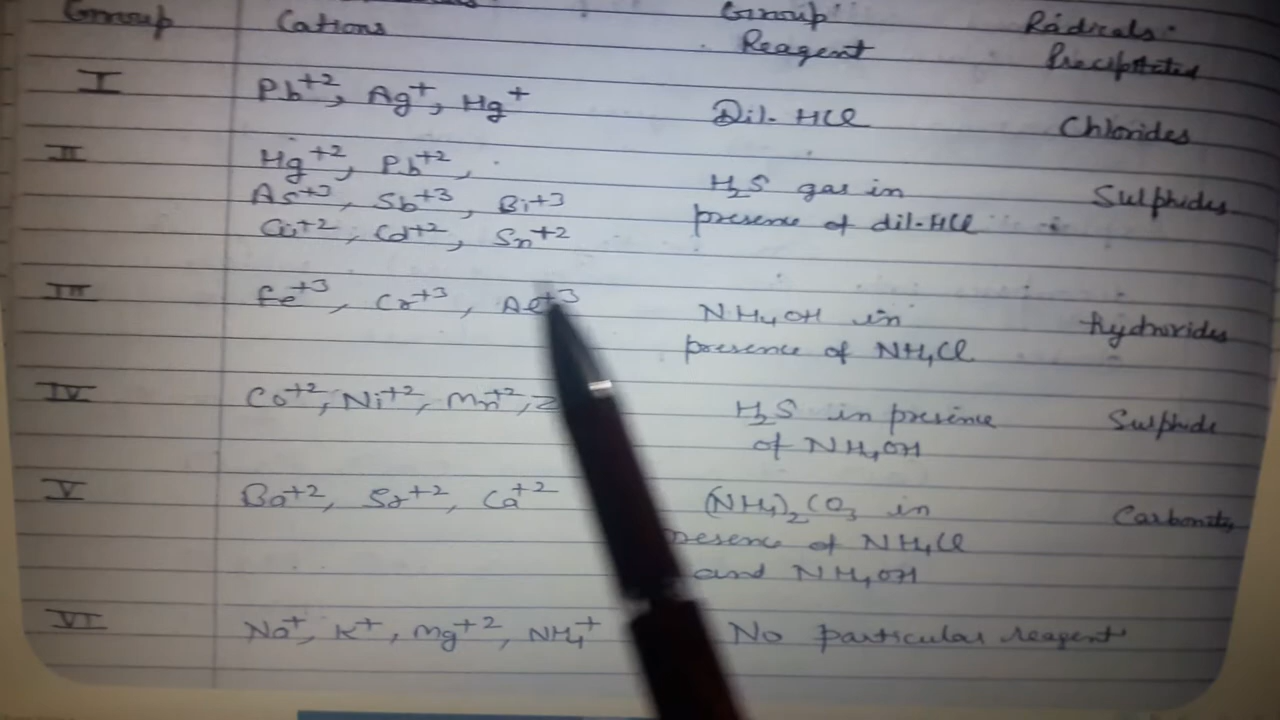 Group Cations Group Radicals
Reagent Precipitated
I Pb+2, Ag+, Hg+ Dil. HCl Chlorides
II Hg+2, Pb+2, H2S gas in Sulphides
As+3, Sb+3, Bi+3 presence of dil. HCl
Cu+2, Cd+2, Sn+2
III Fe+3, Cr+3, Al+3 NH4OH in Hydroxides
presence of NH4Cl
IV Co+2, Ni+2, Mn+2, Z H2S in presence Sulphide
of NH4OH
V Ba+2, Sr+2, Ca+2 (NH4)2CO3 in Carbonates
presence of NH4Cl
and NH4OH
VI Na+, K+, Mg+2, NH4+ No particular reagent